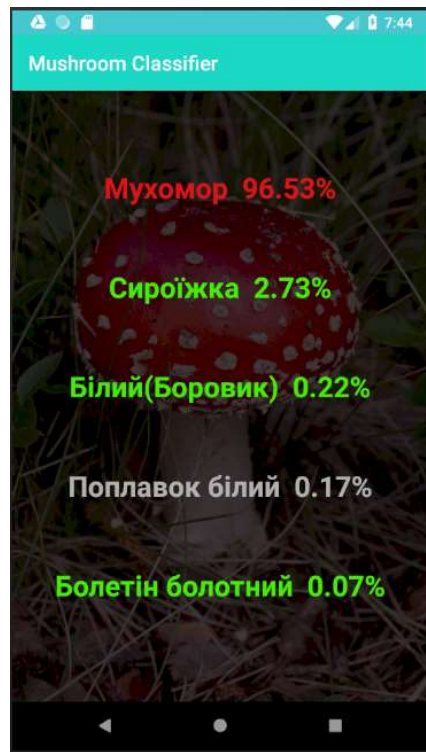 7:44
Mushroom Classifier
Мухомор 96.53%
Сироїжка 2.73%
Білий(Боровик) 0.22%
Поплавок білий 0.17%
Болетін болотний 0.07%